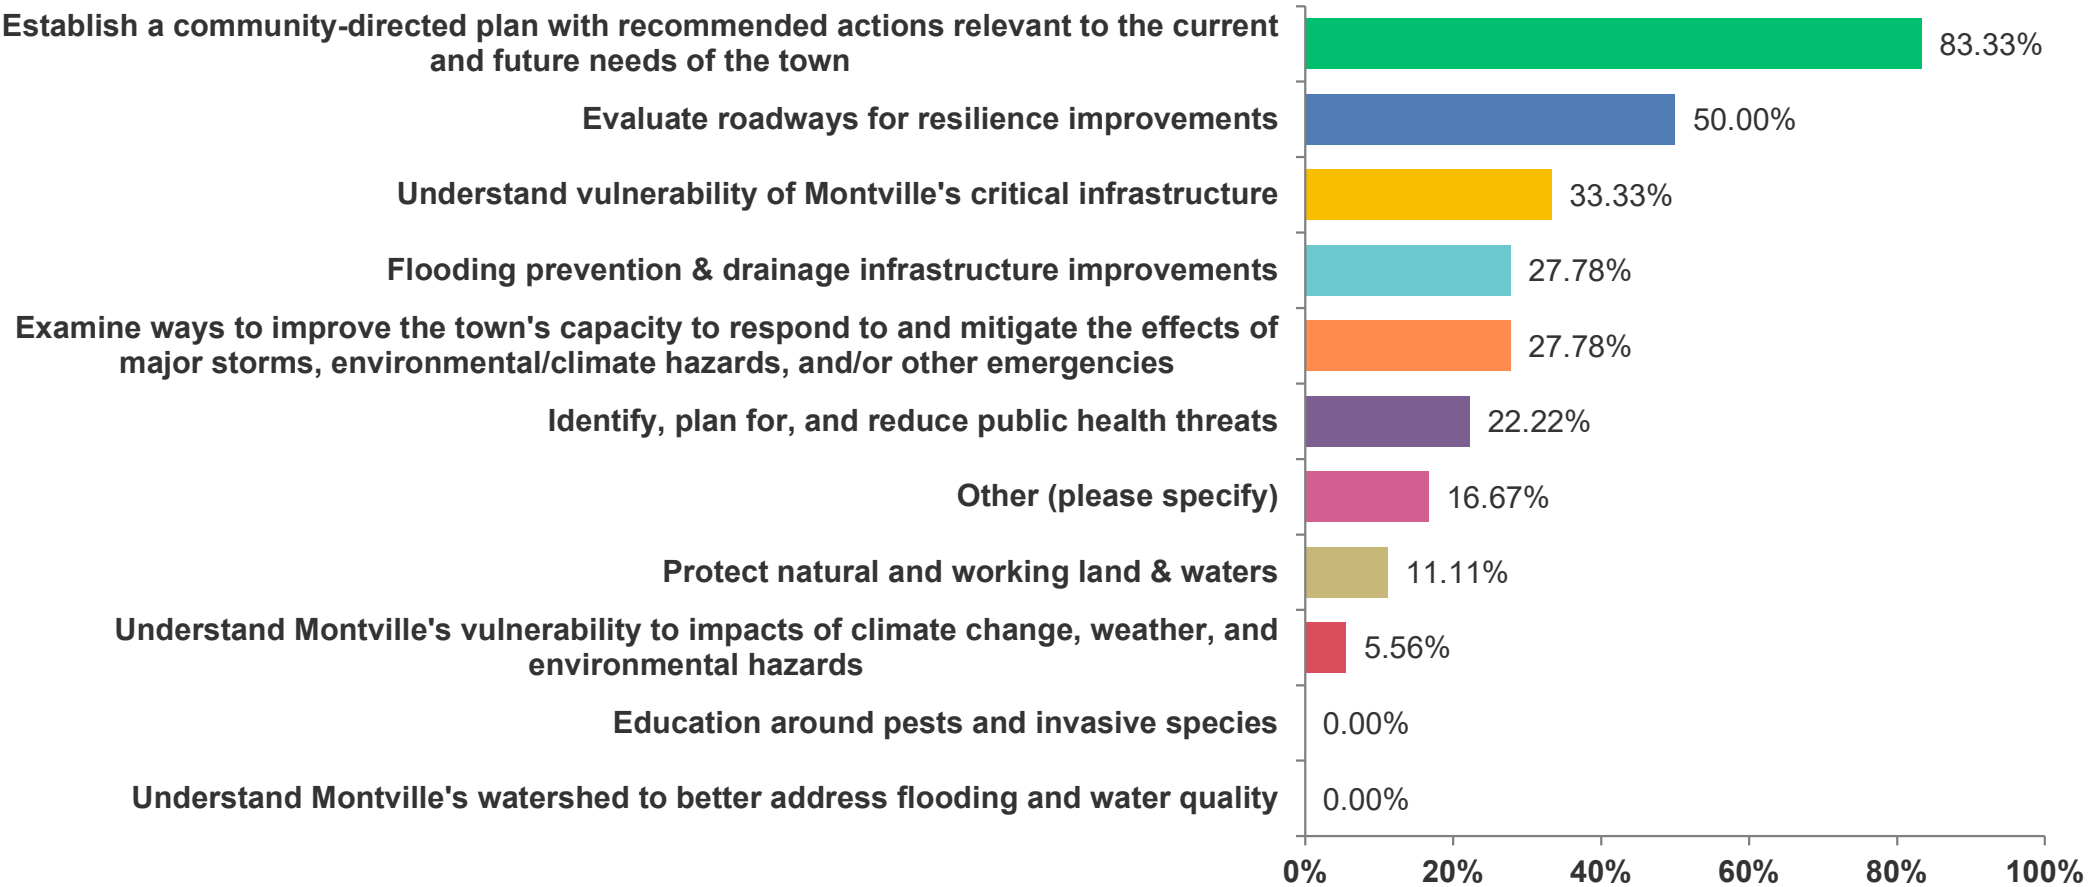 Establish a community-directed plan with recommended actions relevant to the current
and future needs of the town
83.33%
Evaluate roadways for resilience improvements
50.00%
Understand vulnerability of Montville's critical infrastructure
33.33%
Flooding prevention & drainage infrastructure improvements
27.78%
Examine ways to improve the town's capacity to respond to and mitigate the effects of
major storms, environmental/climate hazards, and/or other emergencies
27.78%
Identify, plan for, and reduce public health threats
22.22%
Other (please specify)
16.67%
Protect natural and working land & waters
11.11%
Understand Montville's vulnerability to impacts of climate change, weather, and
environmental hazards
5.56%
Education around pests and invasive species
0.00%
Understand Montville's watershed to better address flooding and water quality
0.00%
0% 20% 40% 60% 80% 100%